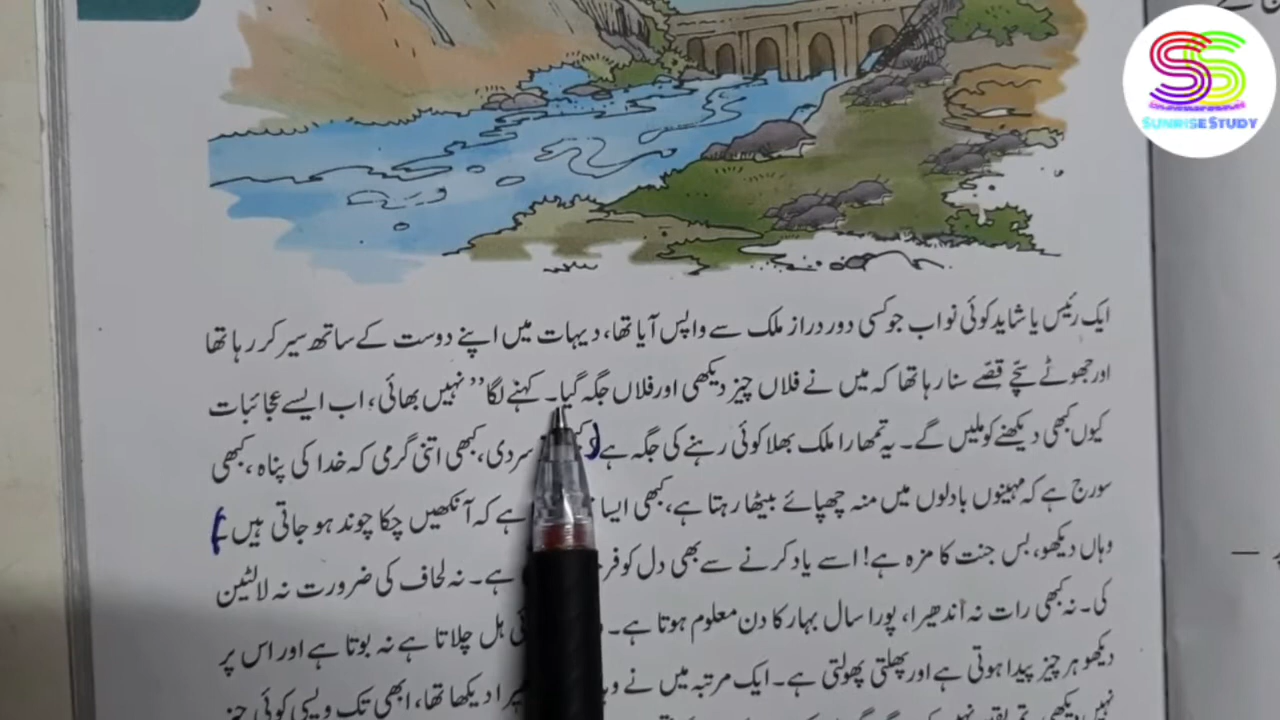 SS
SUNRISE STUDY
ایک رئیس یا شاید کوئی نواب جو کسی دور دراز ملک سے واپس آیا تھا، دیہات میں اپنے دوست کے ساتھ سیر کر رہا تھا
اور جھوٹے سچّے قصّے سنا رہا تھا کہ میں نے فلاں چیز دیکھی اور فلاں جگہ گیا۔ کہنے لگا ”نہیں بھائی، اب ایسے عجائبات
کیوں کبھی دیکھنے کو ملیں گے۔ یہ تمھارا ملک بھلا کوئی رہنے کی جگہ ہے سردی، کبھی اتنی گرمی کہ خدا کی پناہ، کبھی
سورج ہے کہ مہینوں بادلوں میں منہ چھپائے بیٹھا رہتا ہے، کبھی ایسا ہے کہ آنکھیں چکا چوند ہو جاتی ہیں۔
وہاں دیکھو، بس جنت کا مزہ ہے! اسے یاد کرنے سے بھی دل کو ہے۔ نہ لحاف کی ضرورت نہ لالٹین
کی۔ نہ کبھی رات نہ اندھیرا، پورا سال بہار کا دن معلوم ہوتا ہے۔ ہل چلاتا ہے نہ بوتا ہے اور اس پر
دیکھو ہر چیز پیدا ہوتی ہے اور پھلتی پھولتی ہے۔ ایک مرتبہ میں نے دیکھا تھا، ابھی تک ویسی کوئی چیز